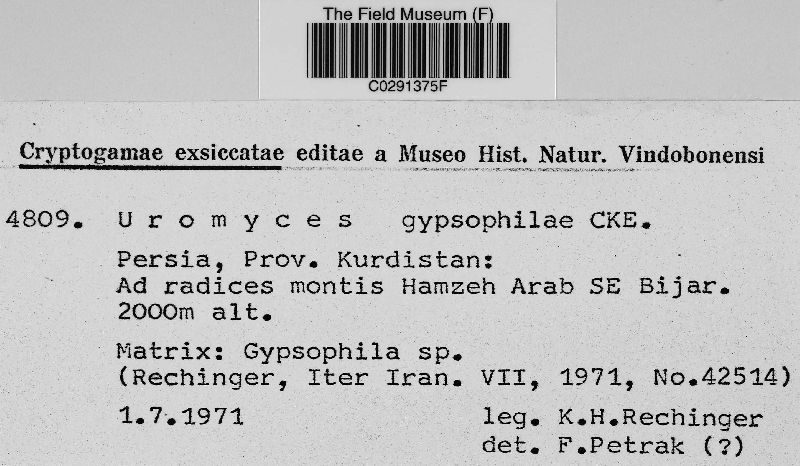 The Field Museum (F)
C0291375F
Cryptogamae exsiccatae editae a Museo Hist. Natur. Vindobonensi
4809. Uromyces gypsophilae CKE.
Persia, Prov. Kurdistan:
Ad radices montis Hamzeh Arab SE Bijar.
2000m alt.
Matrix: Gypsophila sp.
(Rechinger, Iter Iran. VII, 1971, No.42514)
1.7.1971 leg. K.H.Rechinger
det. F.Petrak (?)